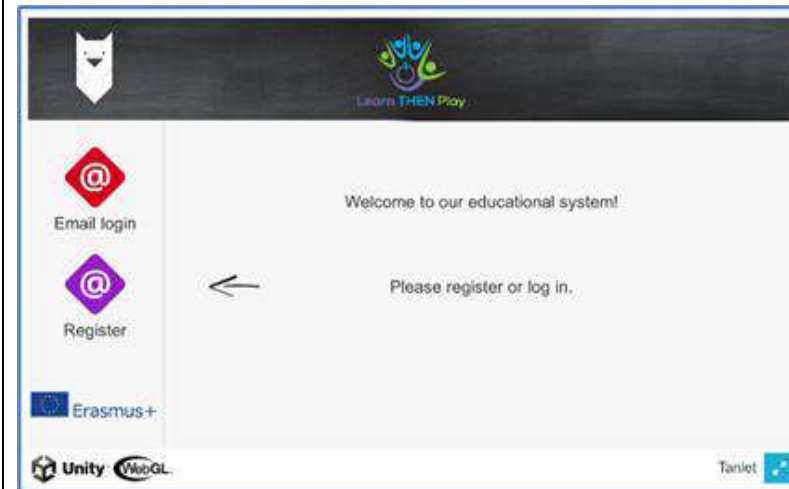 Learn THEN Play
@
Email login
Welcome to our educational system!
@
Register
Please register or log in.
Erasmus+
Unity WebGL
Tanlet